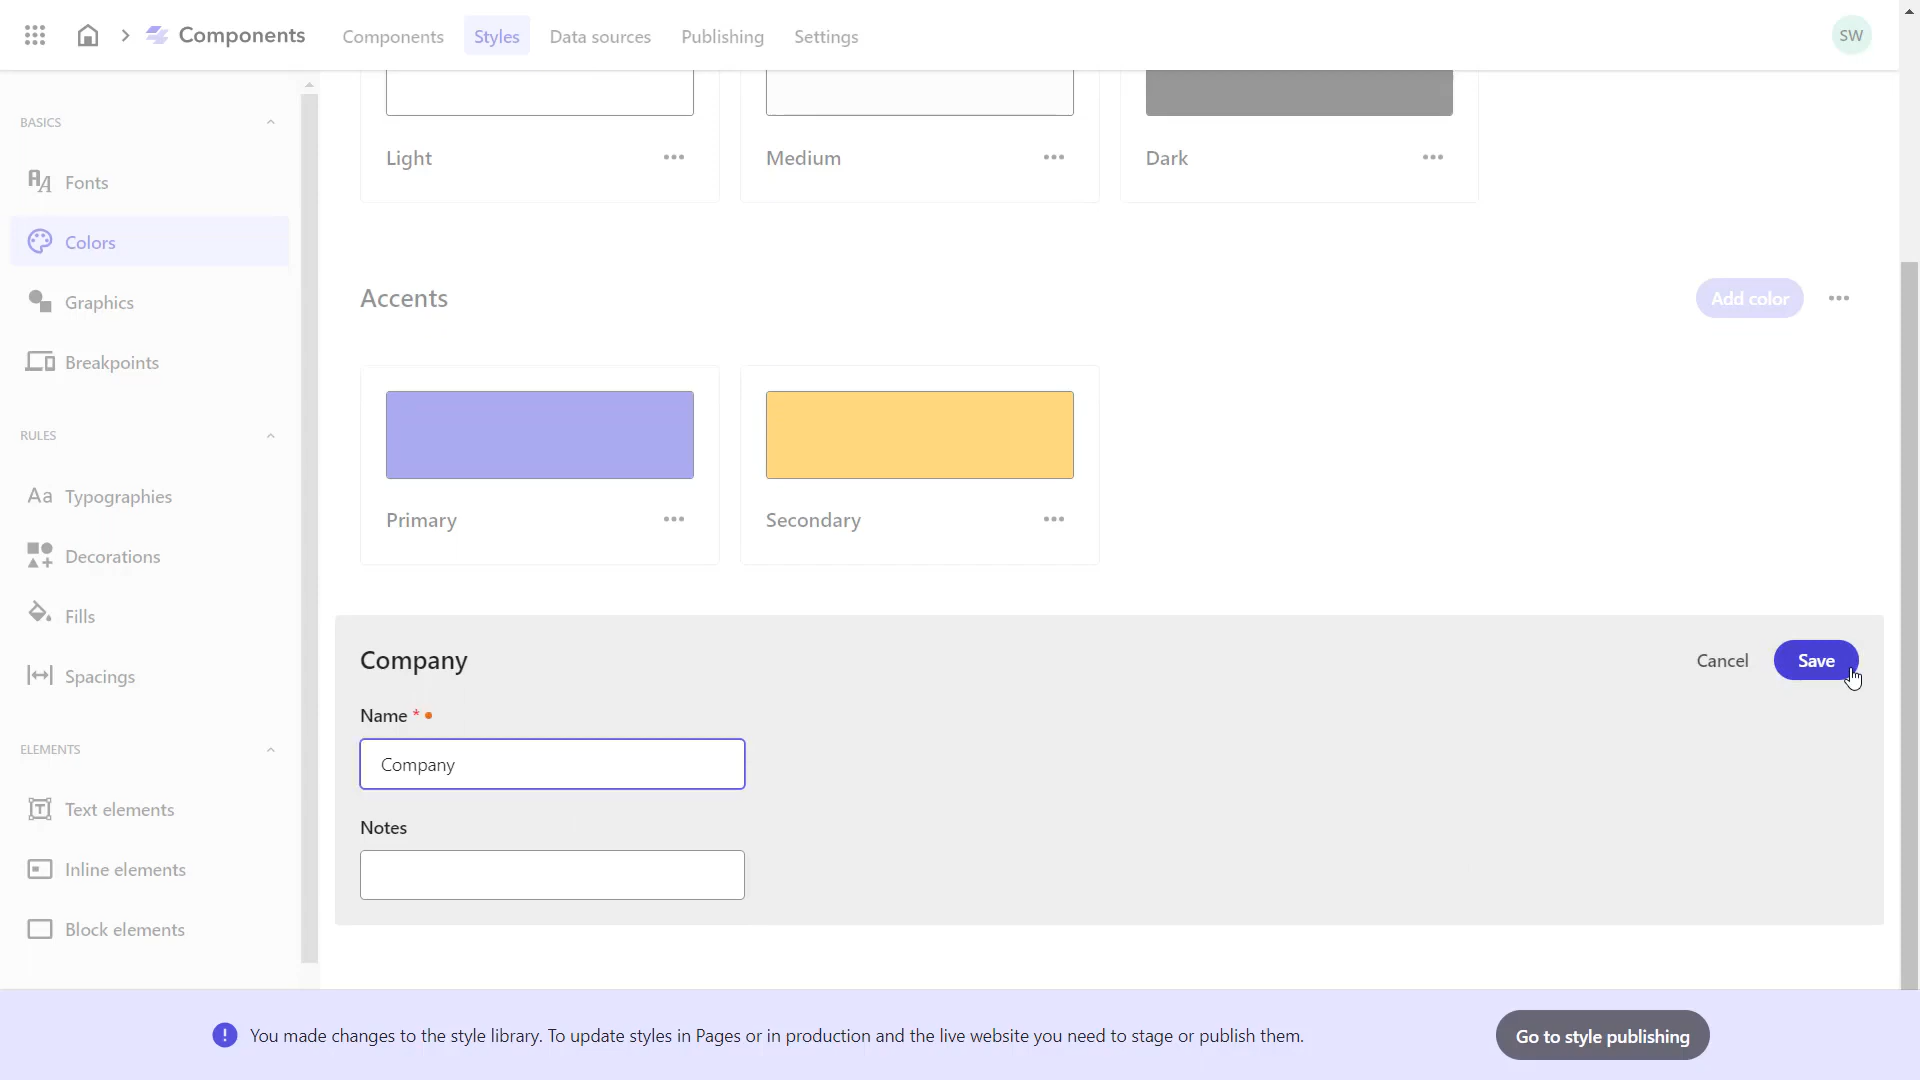 Components
Components
Styles
Data sources
Publishing
Settings
SW
BASICS
Fonts
Colors
Graphics
Breakpoints
RULES
Aa
Typographies
Decorations
Fills
Spacings
ELEMENTS
Text elements
Inline elements
Block elements
Light
Medium
Dark
Accents
Add color
Primary
Secondary
Company
Cancel
Save
Name *
Company
Notes
You made changes to the style library. To update styles in Pages or in production and the live website you need to stage or publish them.
Go to style publishing